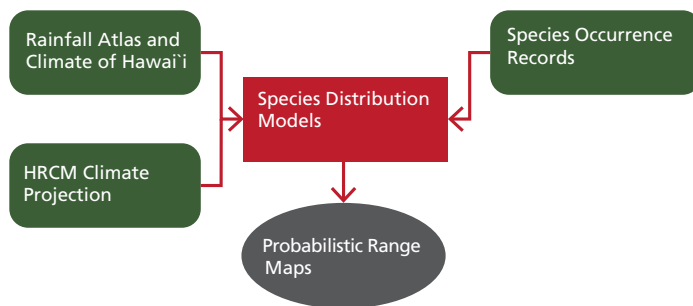 Rainfall Atlas and
Climate of Hawai`i
Species Occurrence
Records
Species Distribution
Models
HRCM Climate
Projection
Probabilistic Range
Maps